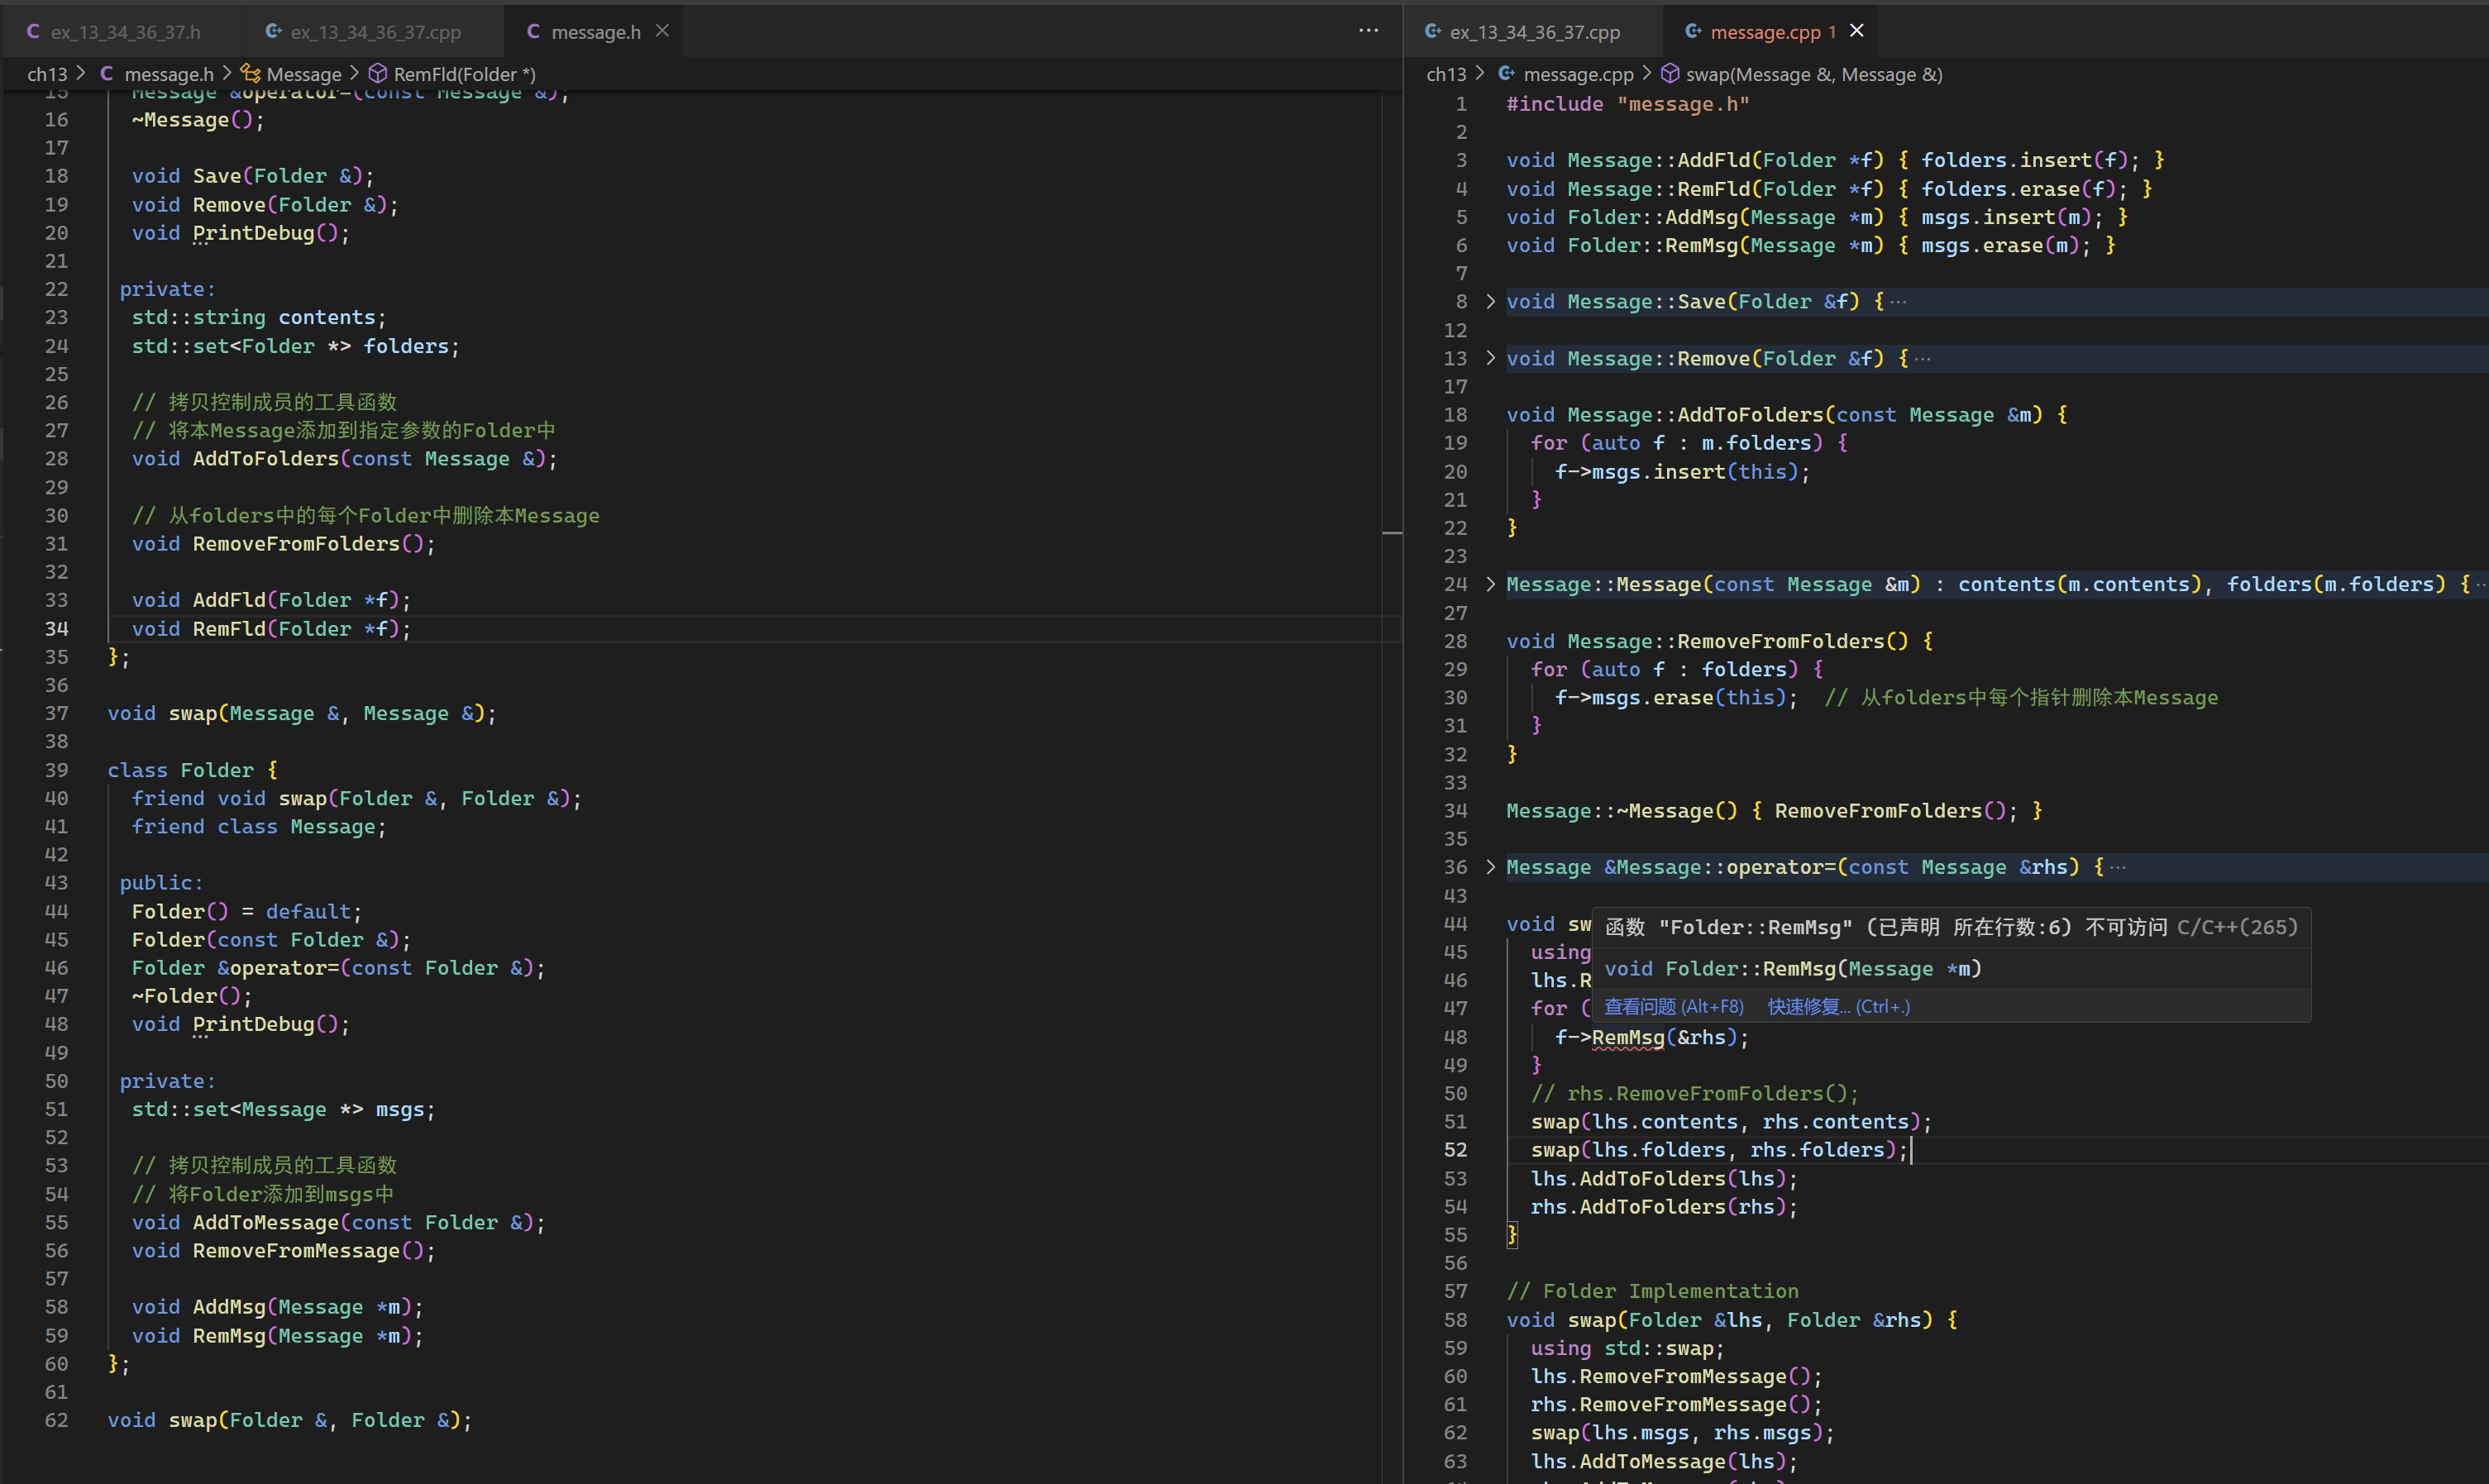 ex_13_34_36_37.h
ex_13_34_36_37.cpp
message.h
ch13 > message.h > Message > RemFld(Folder *)
15 Message &operator=(const Message &);
16 ~Message();
17
18 void Save(Folder &);
19 void Remove(Folder &);
20 void PrintDebug();
21
22 private:
23 std::string contents;
24 std::set<Folder *> folders;
25
26 // 拷贝控制成员的工具函数
27 // 将本Message添加到指定参数的Folder中
28 void AddToFolders(const Message &);
29
30 // 从folders中的每个Folder中删除本Message
31 void RemoveFromFolders();
32
33 void AddFld(Folder *f);
34 void RemFld(Folder *f);
35 };
36
37 void swap(Message &, Message &);
38
39 class Folder {
40 friend void swap(Folder &, Folder &);
41 friend class Message;
42
43 public:
44 Folder() = default;
45 Folder(const Folder &);
46 Folder &operator=(const Folder &);
47 ~Folder();
48 void PrintDebug();
49
50 private:
51 std::set<Message *> msgs;
52
53 // 拷贝控制成员的工具函数
54 // 将Folder添加到msgs中
55 void AddToMessage(const Folder &);
56 void RemoveFromMessage();
57
58 void AddMsg(Message *m);
59 void RemMsg(Message *m);
60 };
61
62 void swap(Folder &, Folder &);
ex_13_34_36_37.cpp
message.cpp 1
ch13 > message.cpp > swap(Message &, Message &)
1 #include "message.h"
2
3 void Message::AddFld(Folder *f) { folders.insert(f); }
4 void Message::RemFld(Folder *f) { folders.erase(f); }
5 void Folder::AddMsg(Message *m) { msgs.insert(m); }
6 void Folder::RemMsg(Message *m) { msgs.erase(m); }
7
8 > void Message::Save(Folder &f) {···
12
13 > void Message::Remove(Folder &f) {···
17
18 void Message::AddToFolders(const Message &m) {
19 for (auto f : m.folders) {
20 f->msgs.insert(this);
21 }
22 }
23
24 > Message::Message(const Message &m) : contents(m.contents), folders(m.folders) {··
27
28 void Message::RemoveFromFolders() {
29 for (auto f : folders) {
30 f->msgs.erase(this); // 从folders中每个指针删除本Message
31 }
32 }
33
34 Message::~Message() { RemoveFromFolders(); }
35
36 > Message &Message::operator=(const Message &rhs) {···
43
44 void sw
45 using
46 lhs.R
47 for (
函数 "Folder::RemMsg" (已声明 所在行数:6) 不可访问 C/C++(265)
void Folder::RemMsg(Message *m)
查看问题 (Alt+F8) 快速修复... (Ctrl+.)
48 f->RemMsg(&rhs);
49 }
50 // rhs.RemoveFromFolders();
51 swap(lhs.contents, rhs.contents);
52 swap(lhs.folders, rhs.folders);
53 lhs.AddToFolders(lhs);
54 rhs.AddToFolders(rhs);
55 }
56
57 // Folder Implementation
58 void swap(Folder &lhs, Folder &rhs) {
59 using std::swap;
60 lhs.RemoveFromMessage();
61 rhs.RemoveFromMessage();
62 swap(lhs.msgs, rhs.msgs);
63 lhs.AddToMessage(lhs);